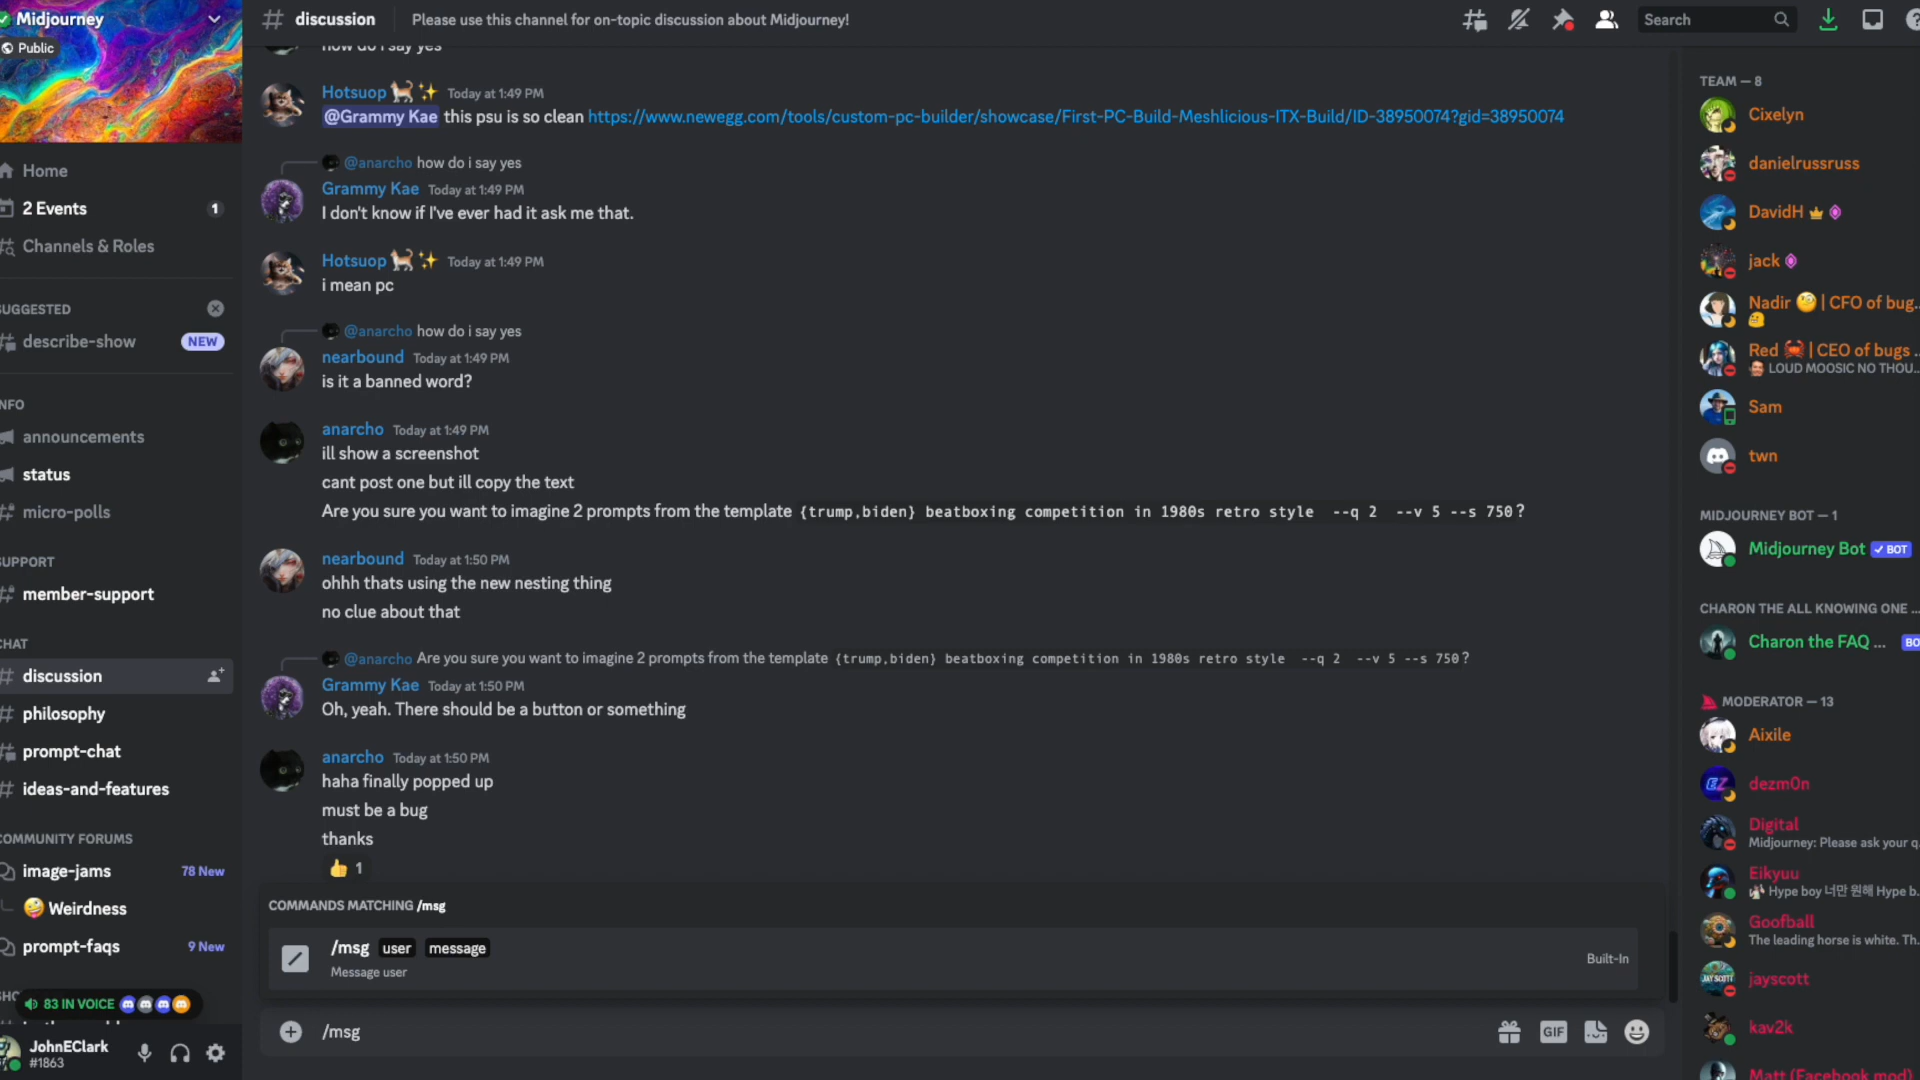 Midjourney
Public
Home
2 Events
1
Channels & Roles
SUGGESTED
describe-show
NEW
INFO
announcements
status
micro-polls
SUPPORT
member-support
CHAT
discussion
philosophy
prompt-chat
ideas-and-features
COMMUNITY FORUMS
image-jams
78 New
Weirdness
prompt-faqs
9 New
83 IN VOICE
JohnEClark
#1863
discussion
Please use this channel for on-topic discussion about Midjourney!
Search
how do i say yes
Hotsuop Today at 1:49 PM
@Grammy Kae this psu is so clean https://www.newegg.com/tools/custom-pc-builder/showcase/First-PC-Build-Meshlicious-ITX-Build/ID-38950074?gid=38950074
@anarcho how do i say yes
Grammy Kae Today at 1:49 PM
I don't know if I've ever had it ask me that.
Hotsuop Today at 1:49 PM
i mean pc
@anarcho how do i say yes
nearbound Today at 1:49 PM
is it a banned word?
anarcho Today at 1:49 PM
ill show a screenshot
cant post one but ill copy the text
Are you sure you want to imagine 2 prompts from the template {trump,biden} beatboxing competition in 1980s retro style --q 2 --v 5 --s 750?
nearbound Today at 1:50 PM
ohhh thats using the new nesting thing
no clue about that
@anarcho Are you sure you want to imagine 2 prompts from the template {trump,biden} beatboxing competition in 1980s retro style --q 2 --v 5 --s 750?
Grammy Kae Today at 1:50 PM
Oh, yeah. There should be a button or something
anarcho Today at 1:50 PM
haha finally popped up
must be a bug
thanks
1
COMMANDS MATCHING /msg
/msg user message
Message user
Built-In
/msg
GIF
TEAM — 8
Cixelyn
danielrussruss
DavidH
jack
Nadir | CFO of bug...
Red | CEO of bugs ...
LOUD MOOSIC NO THOU...
Sam
twn
MIDJOURNEY BOT — 1
Midjourney Bot BOT
CHARON THE ALL KNOWING ONE ...
Charon the FAQ ... BO
MODERATOR — 13
Aixile
dezm0n
Digital
Midjourney: Please ask your q
Eikyuu
Hype boy 너만 원해 Hype b
Goofball
The leading horse is white. Th
JAY SCOTT
jayscott
kav2k
Matt (Facebook mod)